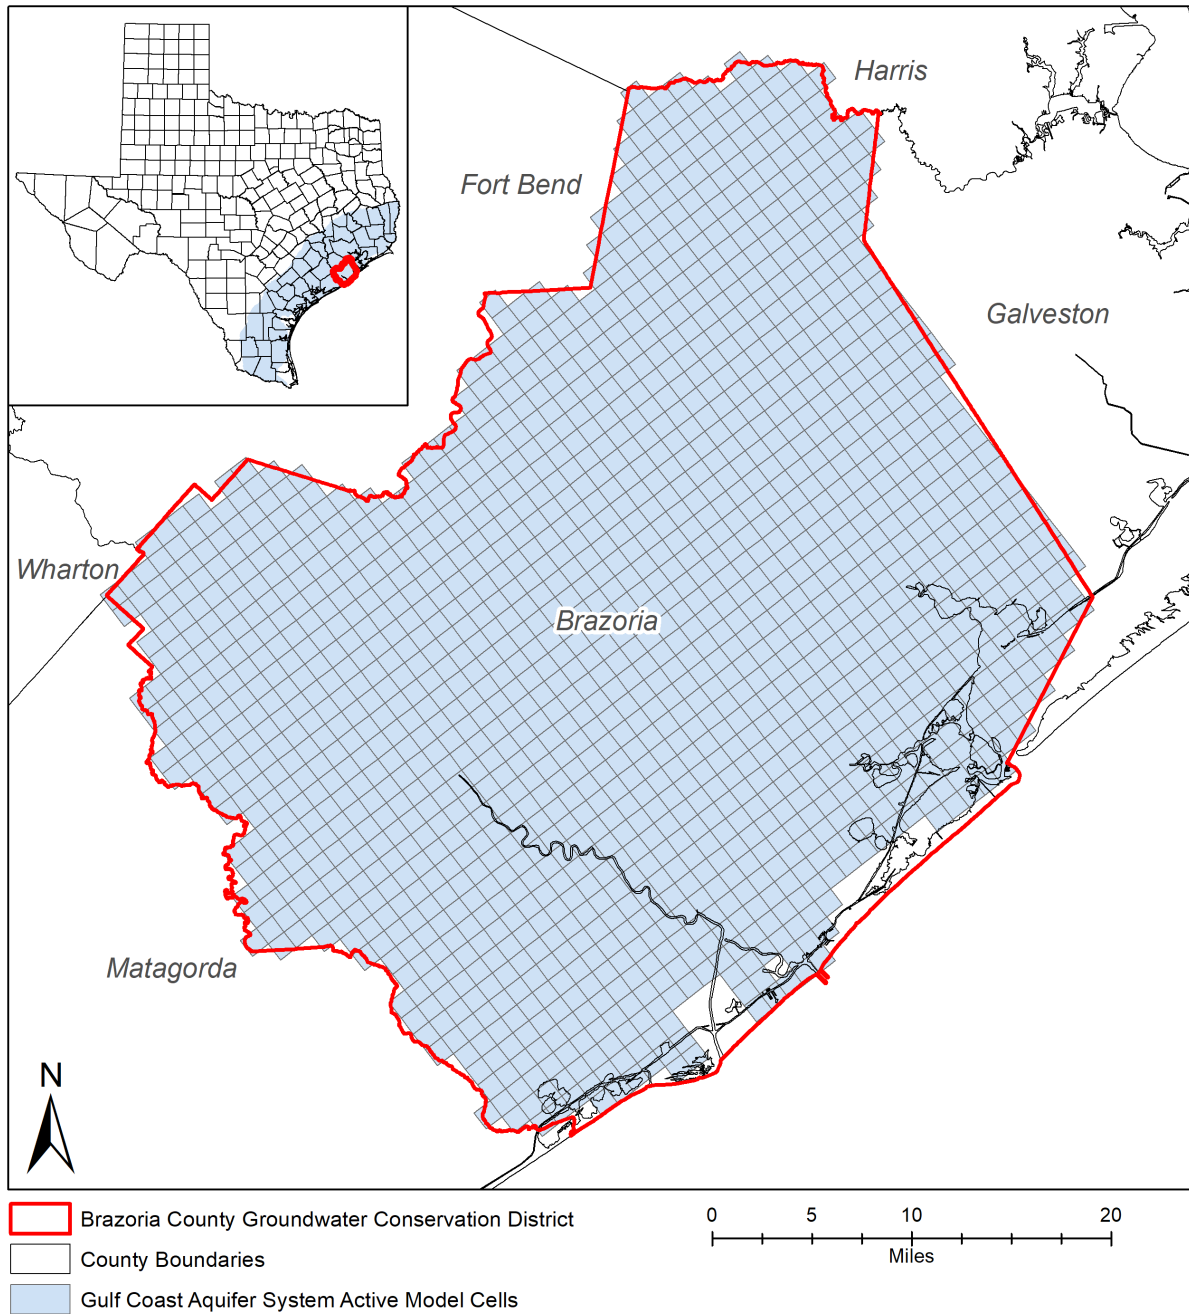 Harris
Fort Bend
Galveston
Wharton
Brazoria
Matagorda
N
Brazoria County Groundwater Conservation District
County Boundaries
Gulf Coast Aquifer System Active Model Cells
0 5 10 20
Miles